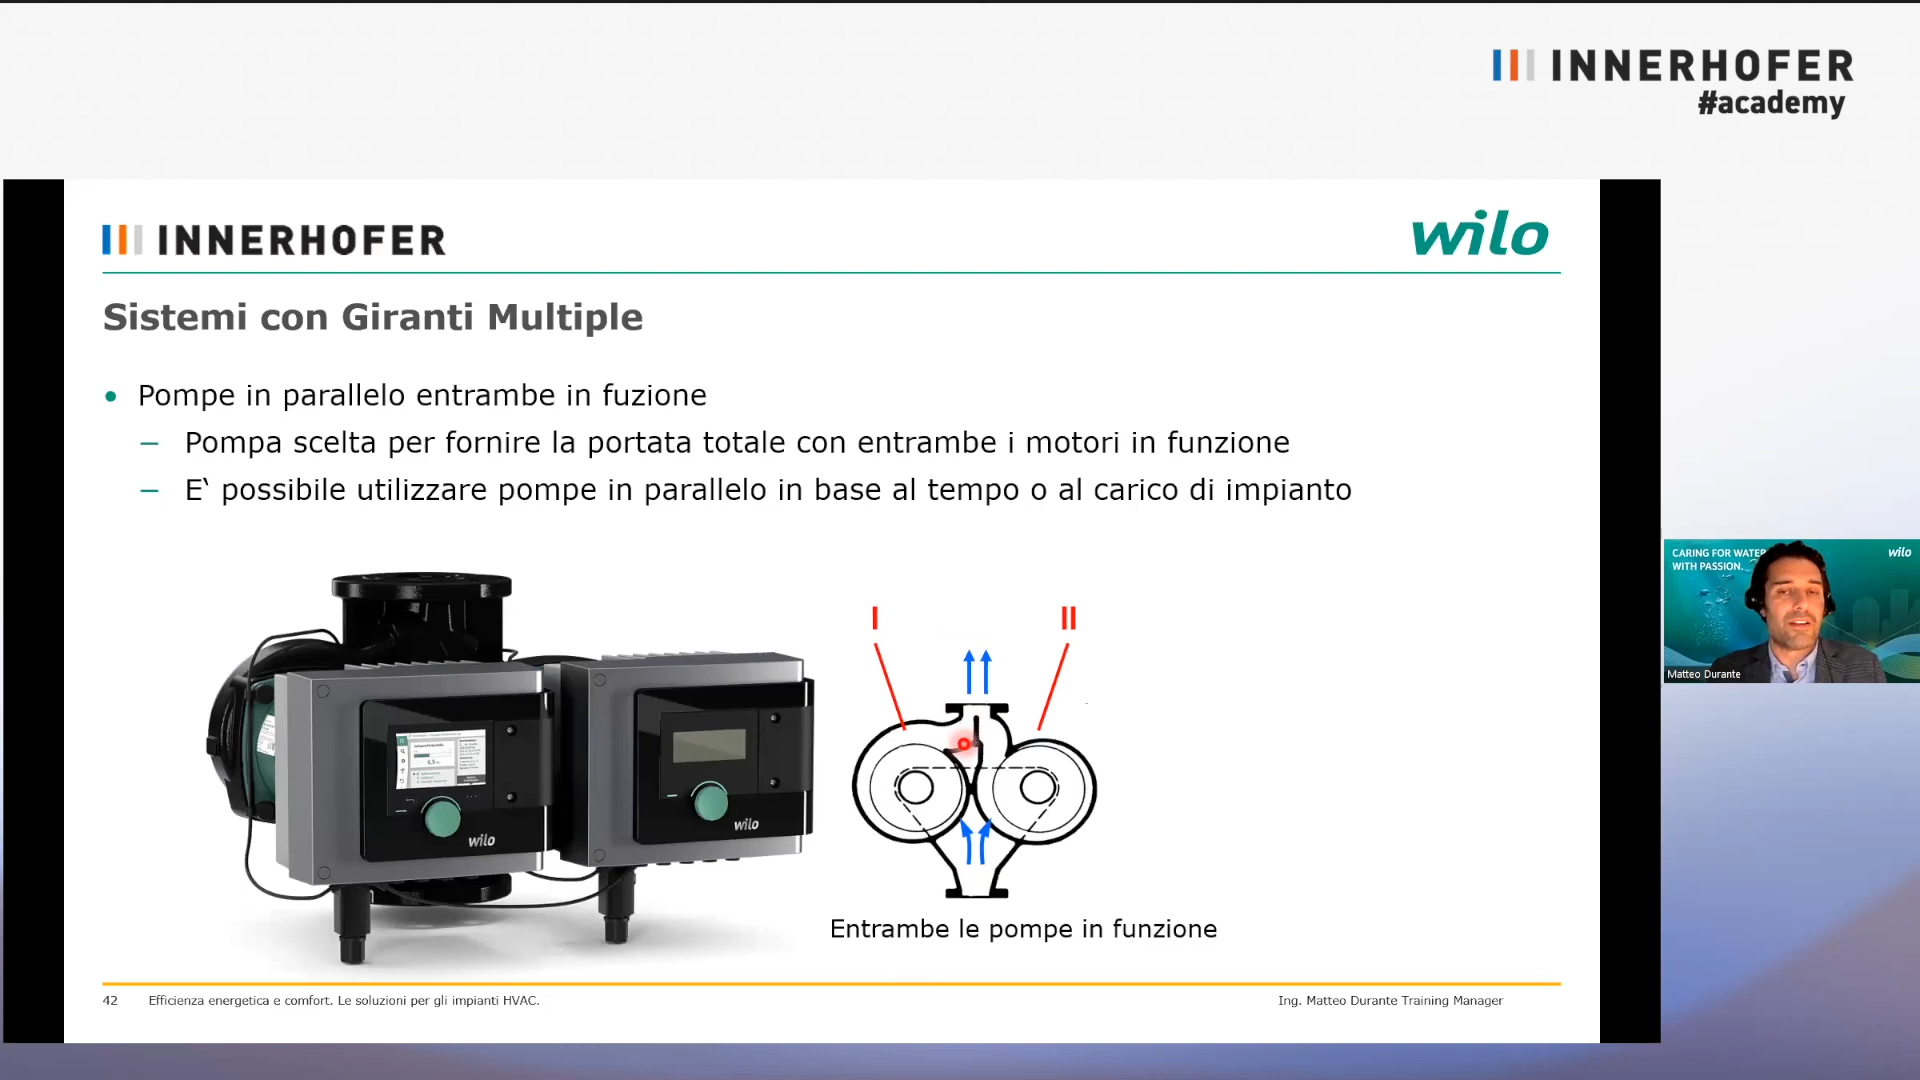 INNERHOFER
#academy
INNERHOFER
wilo
Sistemi con Giranti Multiple
• Pompe in parallelo entrambe in fuzione
– Pompa scelta per fornire la portata totale con entrambe i motori in funzione
– E‘ possibile utilizzare pompe in parallelo in base al tempo o al carico di impianto
I
II
wilo
wilo
Entrambe le pompe in funzione
42
Efficienza energetica e comfort. Le soluzioni per gli impianti HVAC.
Ing. Matteo Durante Training Manager
CARING FOR WATER
WITH PASSION.
wilo
Matteo Durante